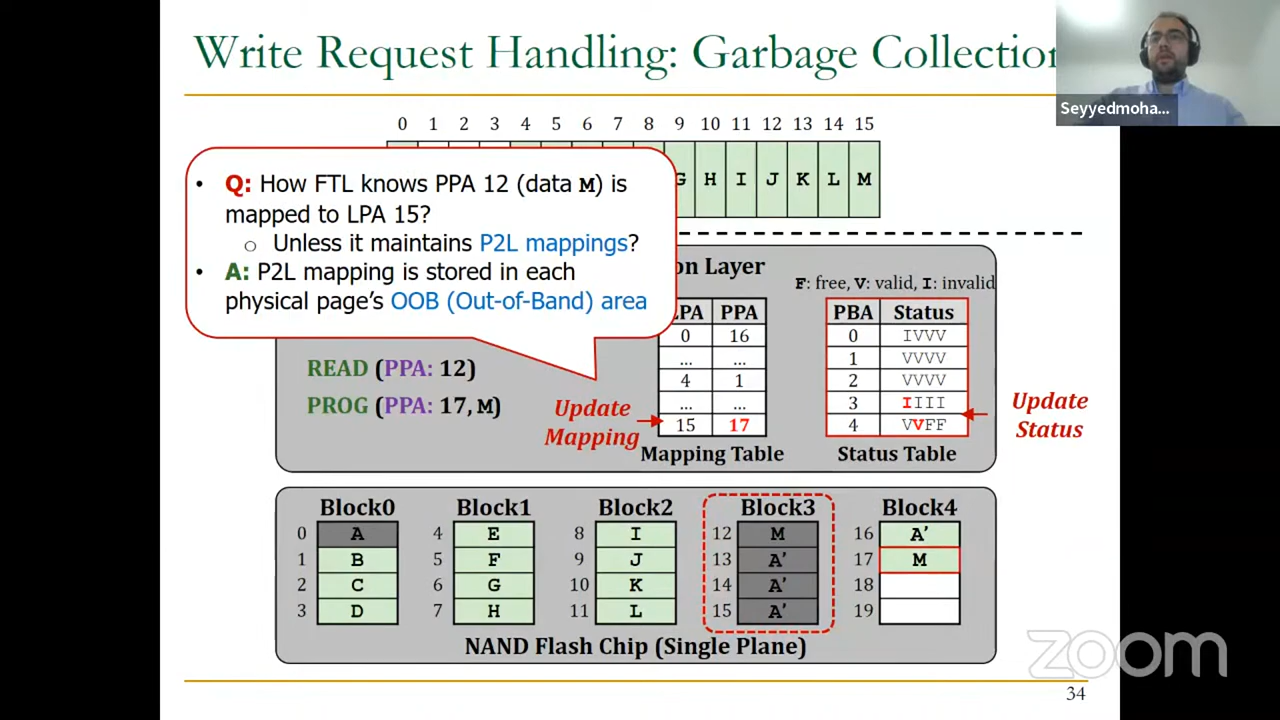 Write Request Handling: Garbage Collection
Seyyedmoha...
0 1 2 3 4 5 6 7 8 9 10 11 12 13 14 15
G H I J K L M
• Q: How FTL knows PPA 12 (data M) is
mapped to LPA 15?
○ Unless it maintains P2L mappings?
• A: P2L mapping is stored in each
physical page's OOB (Out-of-Band) area
on Layer
F: free, V: valid, I: invalid
LPA PPA
0 16
... ...
4 1
... ...
15 17
Mapping Table
PBA Status
0 IVVV
1 VVVV
2 VVVV
3 IIII
4 VVFF
Status Table
READ (PPA: 12)
PROG (PPA: 17, M)
Update
Mapping
Update
Status
Block0
0 A
1 B
2 C
3 D
Block1
4 E
5 F
6 G
7 H
Block2
8 I
9 J
10 K
11 L
Block3
12 M
13 A'
14 A'
15 A'
Block4
16 A'
17 M
18
19
NAND Flash Chip (Single Plane)
zoom
34